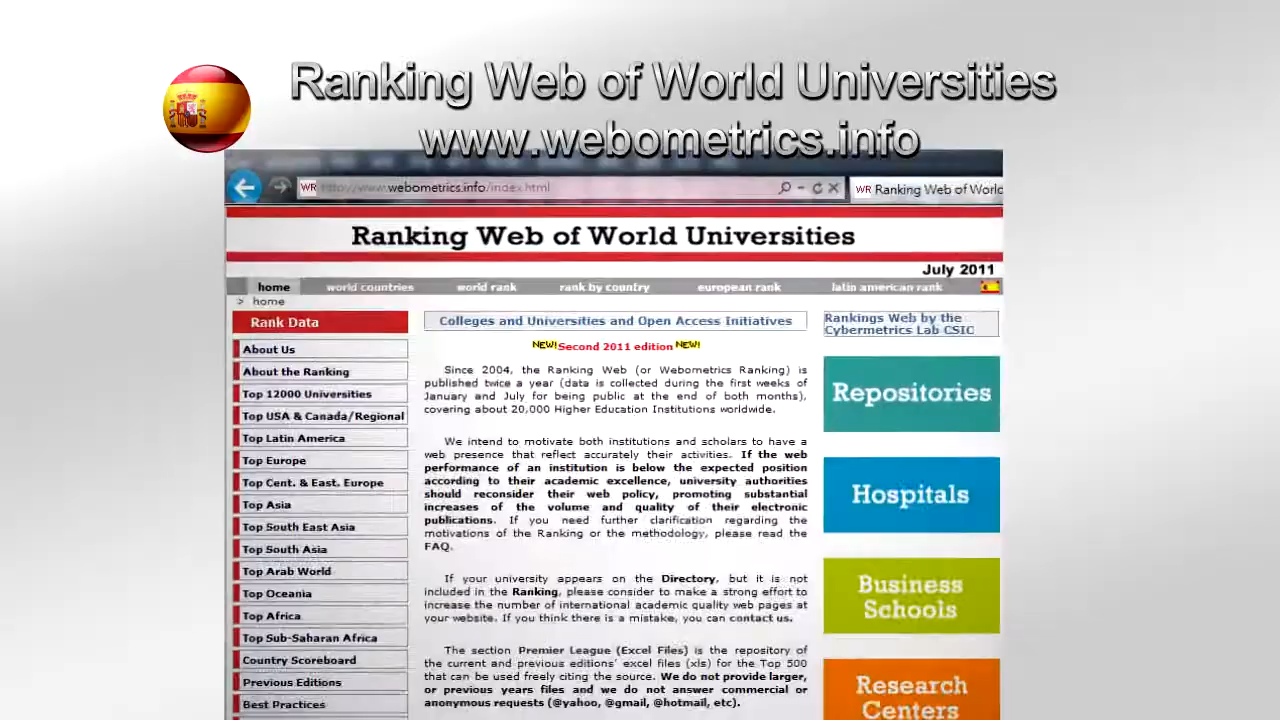 Ranking Web of World Universities
www.webometrics.info
WR http://www.webometrics.info/index.html
WR Ranking Web of World
Ranking Web of World Universities
July 2011
home world countries world rank rank by country european rank latin american rank
> home
Rank Data
About Us
About the Ranking
Top 12000 Universities
Top USA & Canada/Regional
Top Latin America
Top Europe
Top Cent. & East. Europe
Top Asia
Top South East Asia
Top South Asia
Top Arab World
Top Oceania
Top Africa
Top Sub-Saharan Africa
Country Scoreboard
Previous Editions
Best Practices
Colleges and Universities and Open Access Initiatives
NEW! Second 2011 edition NEW!
Since 2004, the Ranking Web (or Webometrics Ranking) is
published twice a year (data is collected during the first weeks of
January and July for being public at the end of both months),
covering about 20,000 Higher Education Institutions worldwide.
We intend to motivate both institutions and scholars to have a
web presence that reflect accurately their activities. If the web
performance of an institution is below the expected position
according to their academic excellence, university authorities
should reconsider their web policy, promoting substantial
increases of the volume and quality of their electronic
publications. If you need further clarification regarding the
motivations of the Ranking or the methodology, please read the
FAQ.
If your university appears on the Directory, but it is not
included in the Ranking, please consider to make a strong effort to
increase the number of international academic quality web pages at
your website. If you think there is a mistake, you can contact us.
The section Premier League (Excel Files) is the repository of
the current and previous editions' excel files (xls) for the Top 500
that can be used freely citing the source. We do not provide larger,
or previous years files and we do not answer commercial or
anonymous requests (@yahoo, @gmail, @hotmail, etc).
Rankings Web by the
Cybermetrics Lab CSIC
Repositories
Hospitals
Business
Schools
Research
Centers